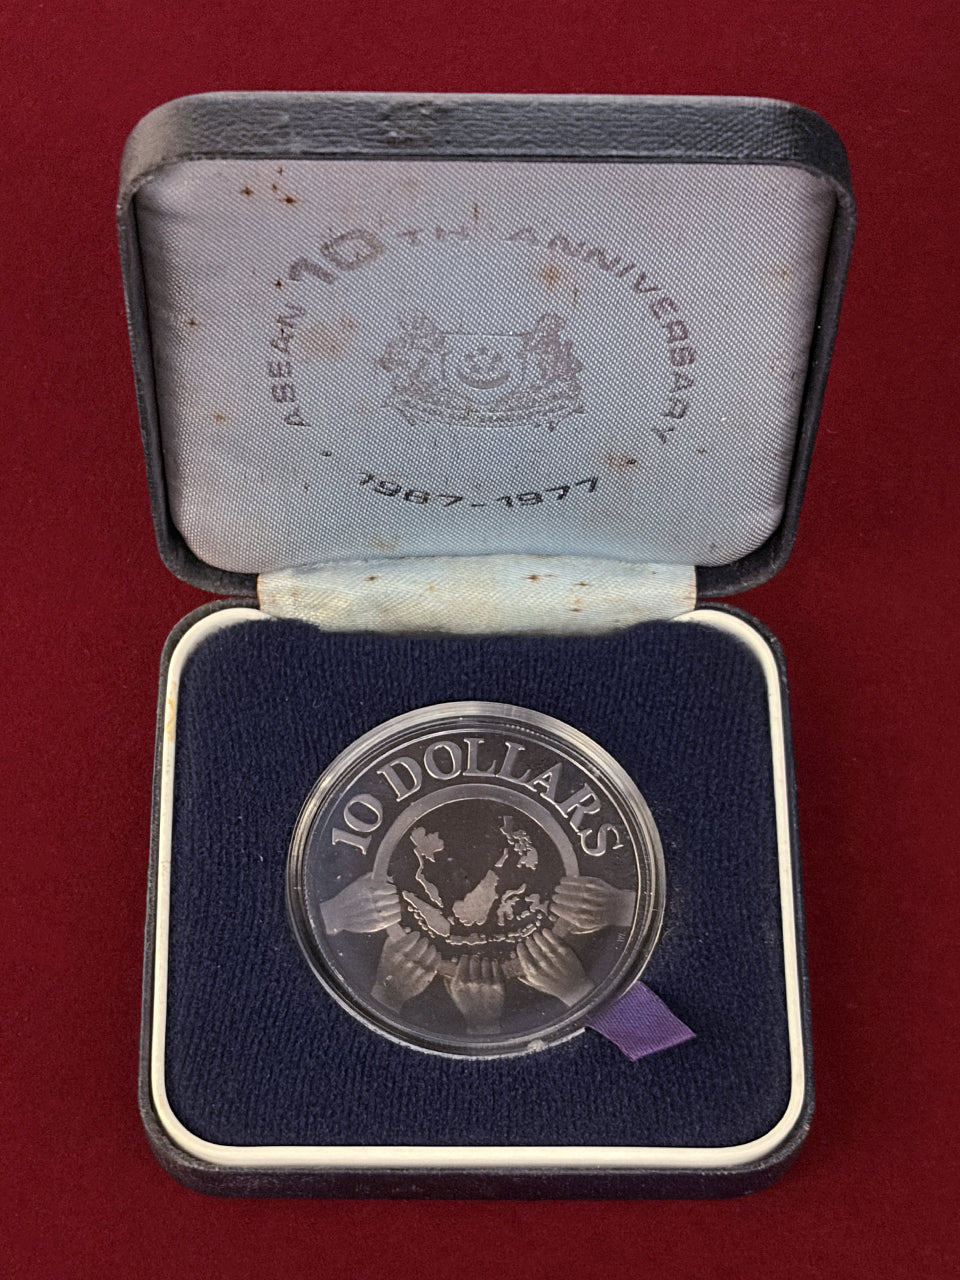 ASEAN 10TH ANNIVERSARY
1967-1977
10 DOLLARS